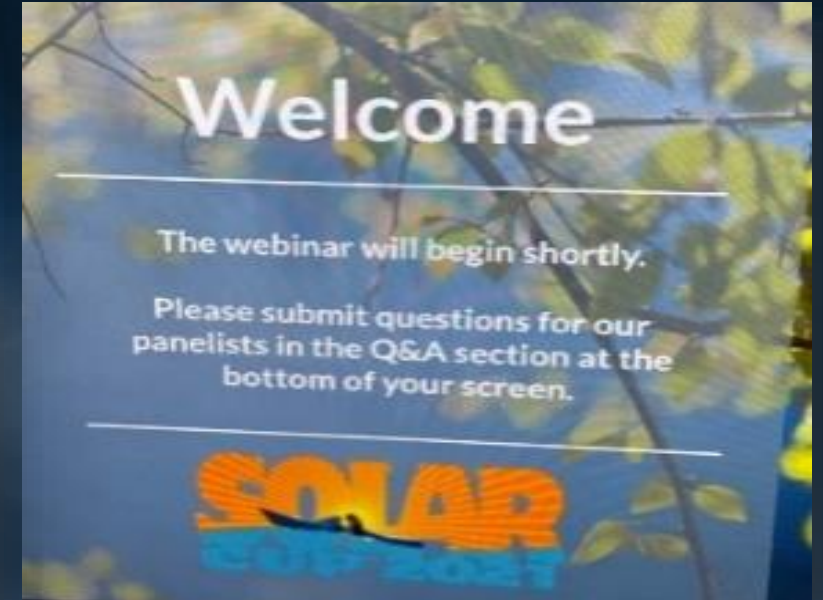 Welcome
The webinar will begin shortly.
Please submit questions for our
panelists in the Q&A section at the
bottom of your screen.
SOLAR
CUP 2021